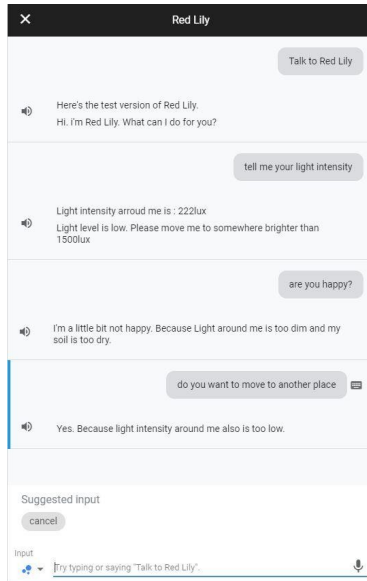 Red Lily
Talk to Red Lily
Here's the test version of Red Lily.
Hi. i'm Red Lily. What can I do for you?
tell me your light intensity
Light intensity arroud me is : 222lux
Light level is low. Please move me to somewhere brighter than
1500lux
are you happy?
I'm a little bit not happy. Because Light around me is too dim and my
soil is too dry.
do you want to move to another place
Yes. Because light intensity around me also is too low.
Suggested input
cancel
Input
Try typing or saying "Talk to Red Lily".